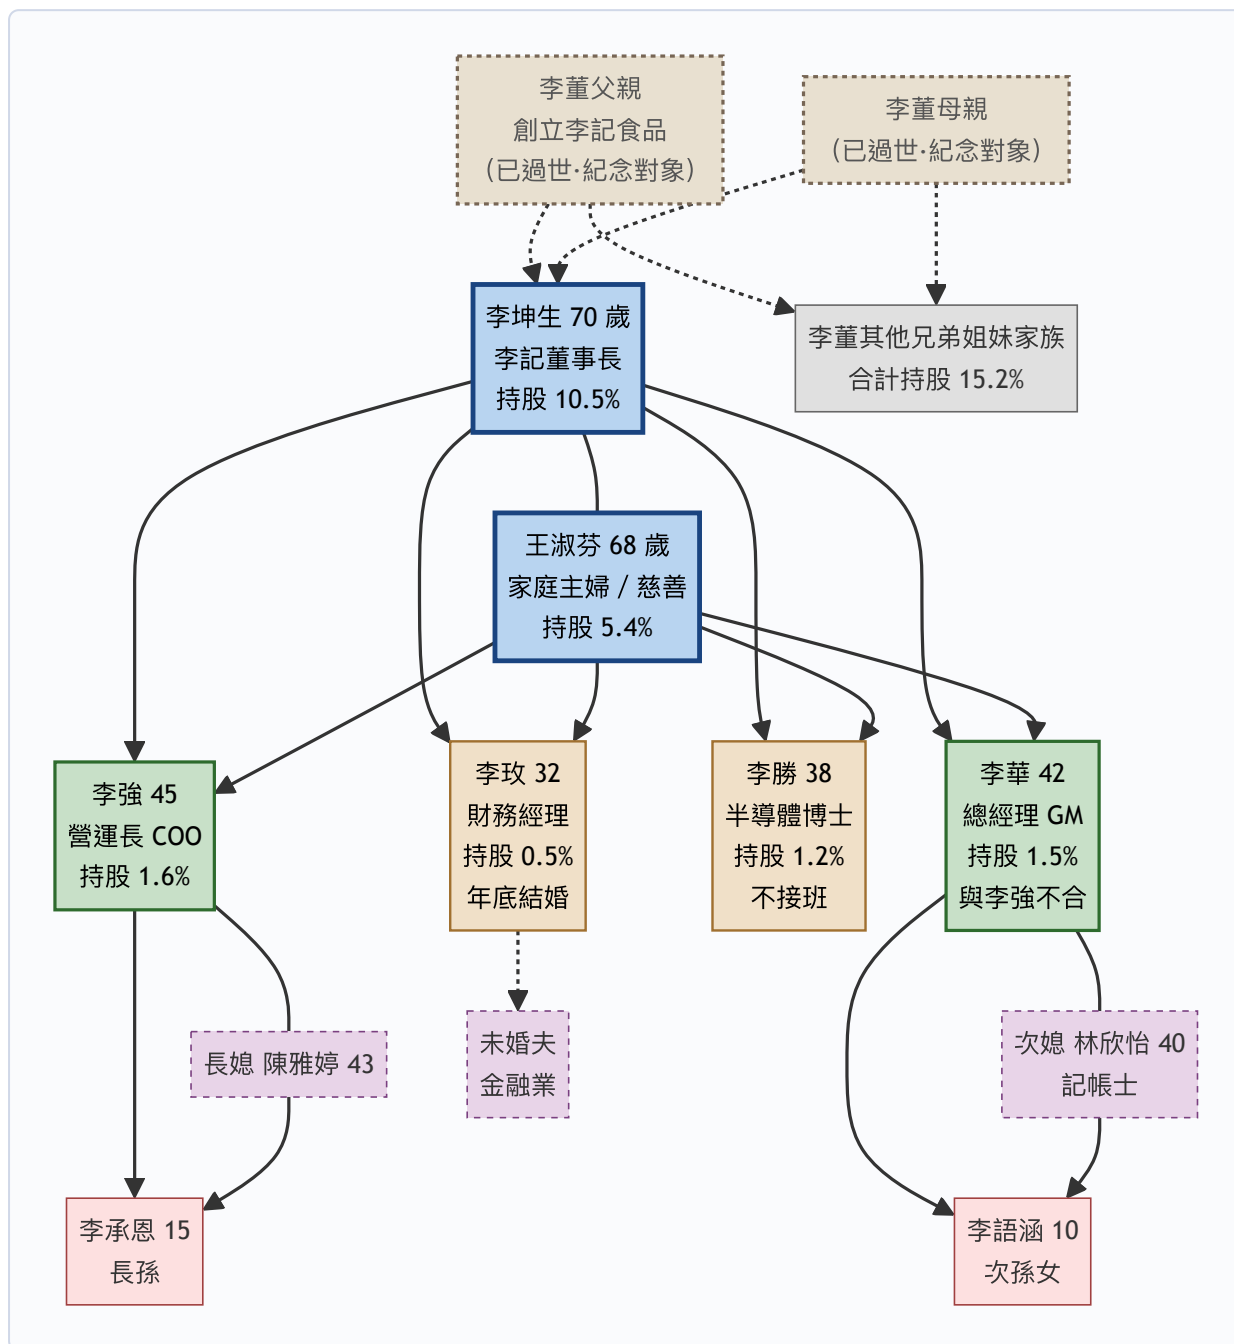 李董父親
創立李記食品
(已過世·紀念對象)
李董母親
(已過世·紀念對象)
李坤生 70 歲
李記董事長
持股 10.5%
李董其他兄弟姐妹家族
合計持股 15.2%
王淑芬 68 歲
家庭主婦 / 慈善
持股 5.4%
李強 45
營運長 COO
持股 1.6%
李玫 32
財務經理
持股 0.5%
年底結婚
李勝 38
半導體博士
持股 1.2%
不接班
李華 42
總經理 GM
持股 1.5%
與李強不合
長媳 陳雅婷 43
未婚夫
金融業
次媳 林欣怡 40
記帳士
李承恩 15
長孫
李語涵 10
次孫女